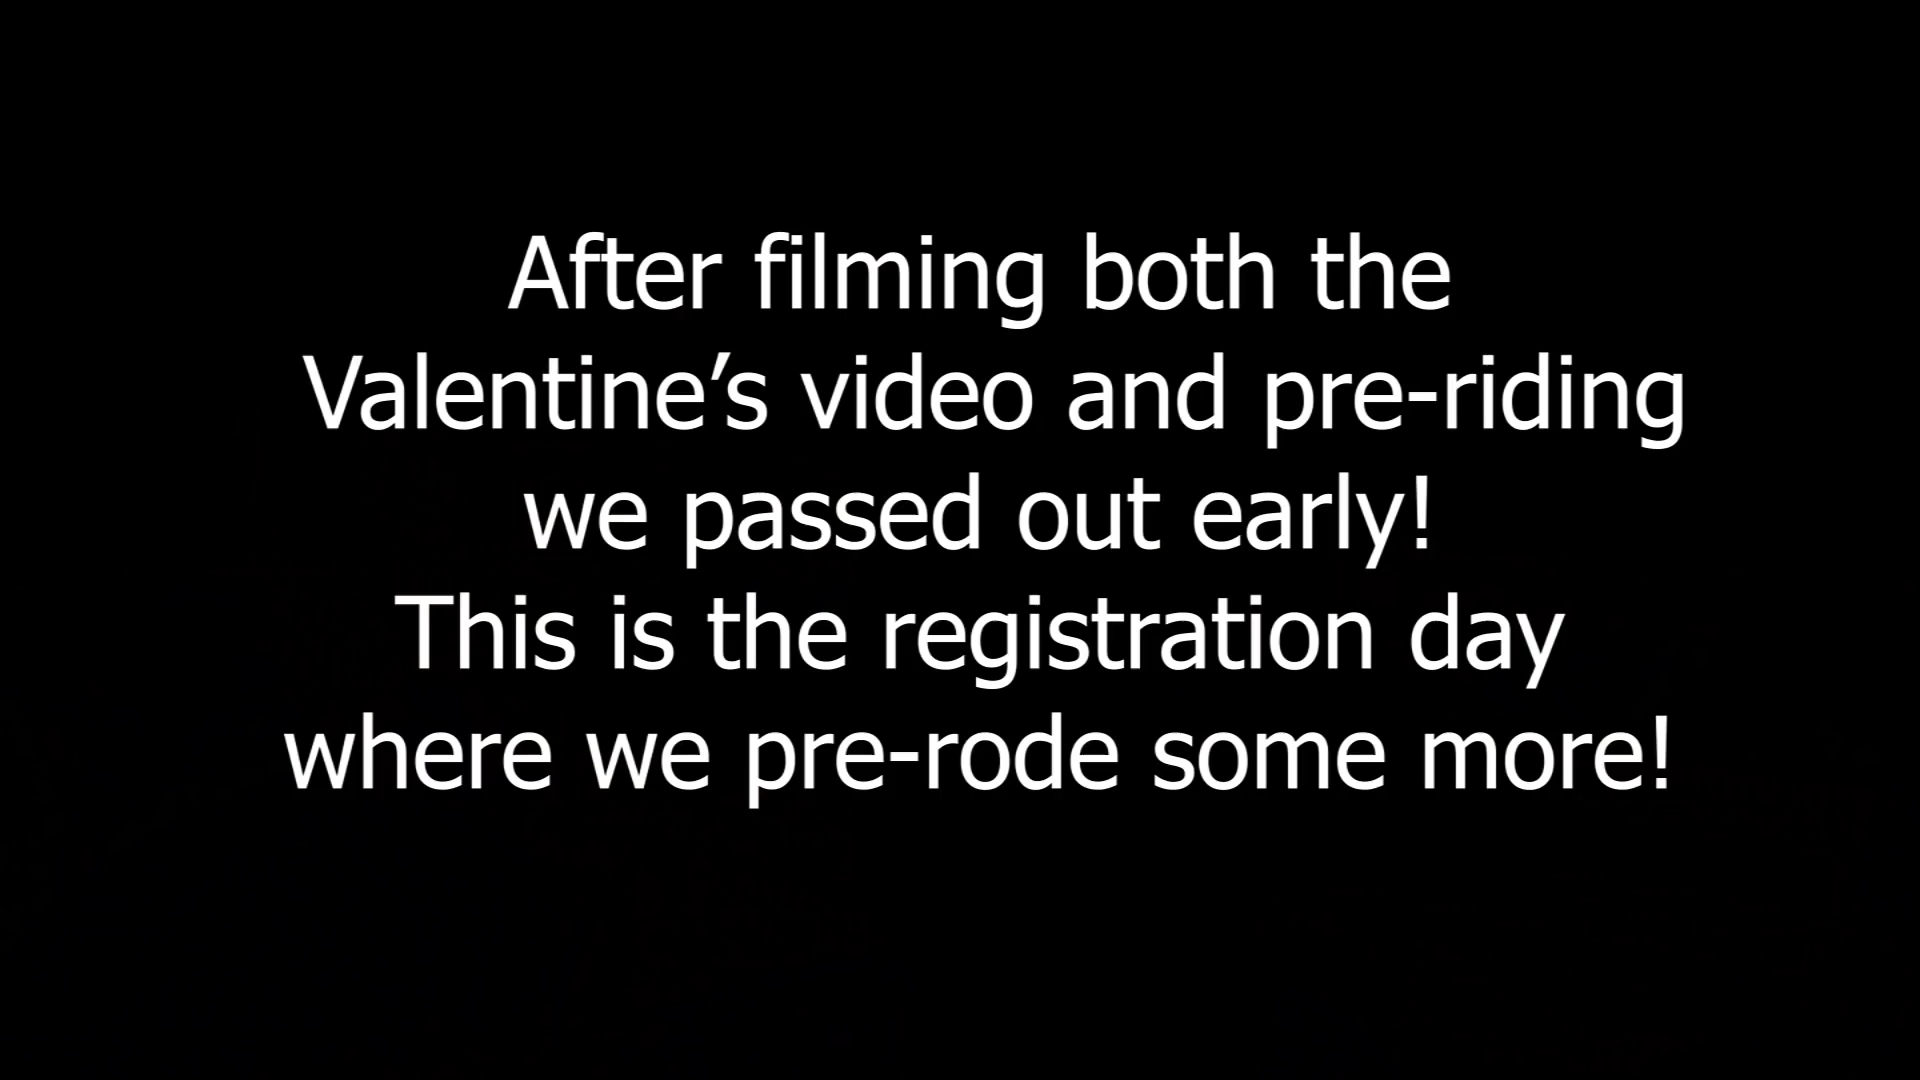 After filming both the
Valentine’s video and pre-riding
we passed out early!
This is the registration day
where we pre-rode some more!